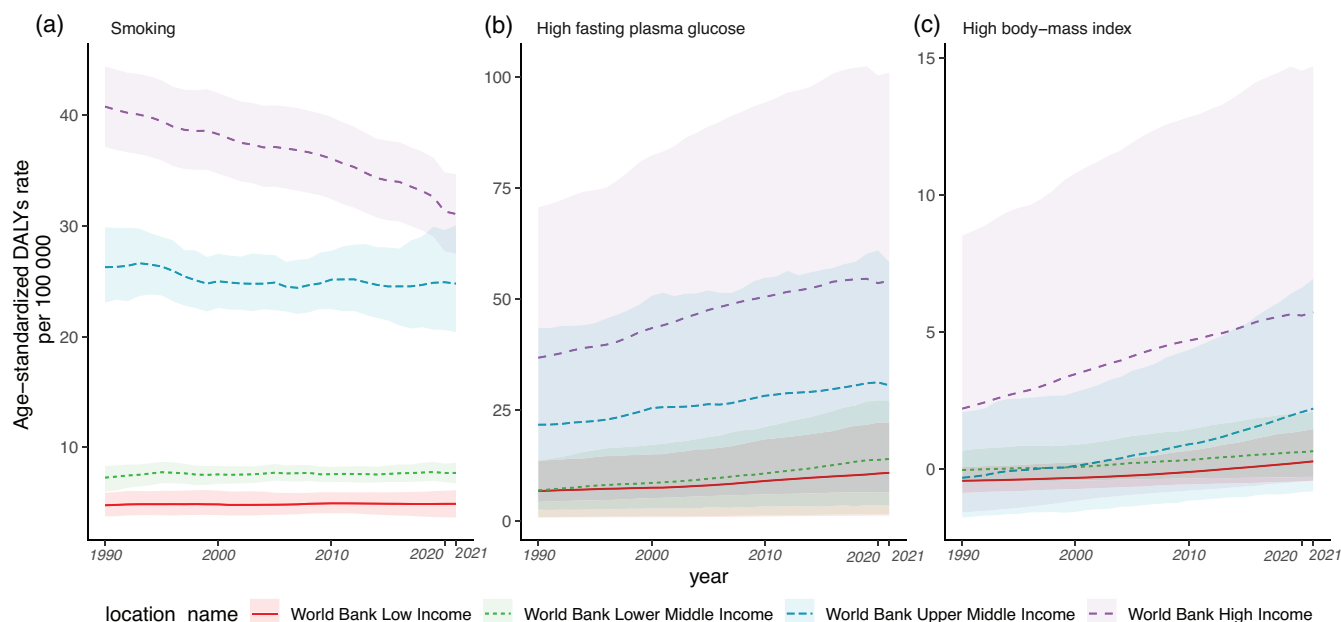 (a) Smoking
(b) High fasting plasma glucose
(c) High body−mass index
Age−standardized DALYs rate
per 100 000
40
30
20
10
1990 2000 2010 2020 2021
100
75
50
25
0
1990 2000 2010 2020 2021
15
10
5
0
1990 2000 2010 2020 2021
year
location name World Bank Low Income World Bank Lower Middle Income World Bank Upper Middle Income World Bank High Income